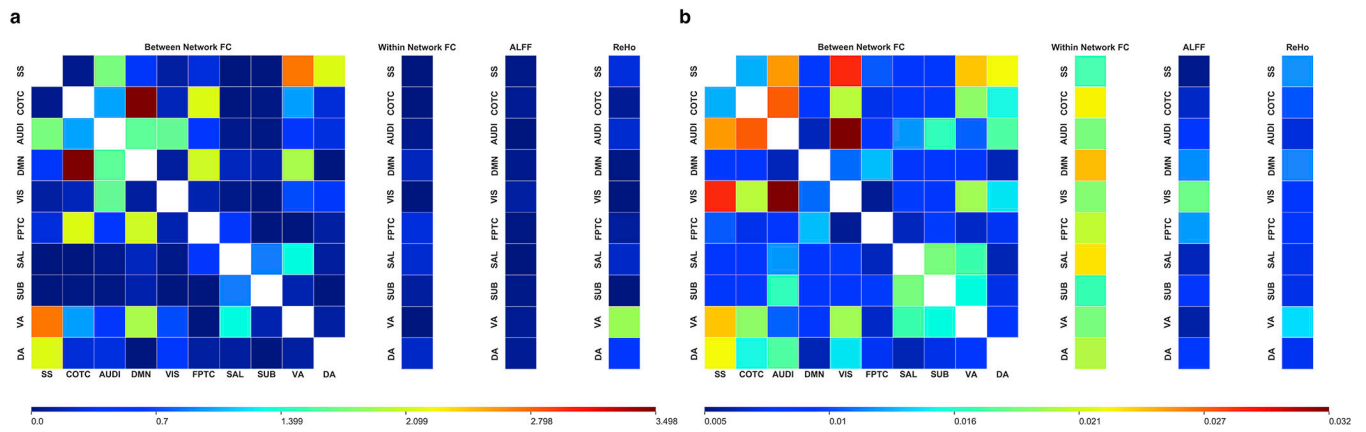 a
Between Network FC
Within Network FC
ALFF
ReHo
SS
COTC
AUDI
DMN
VIS
FPTC
SAL
SUB
VA
DA
SS
COTC
AUDI
DMN
VIS
FPTC
SAL
SUB
VA
DA
SS
COTC
AUDI
DMN
VIS
FPTC
SAL
SUB
VA
DA
SS
COTC
AUDI
DMN
VIS
FPTC
SAL
SUB
VA
DA
SS COTC AUDI DMN VIS FPTC SAL SUB VA DA
0.0 0.7 1.399 2.099 2.798 3.498
b
Between Network FC
Within Network FC
ALFF
ReHo
SS
COTC
AUDI
DMN
VIS
FPTC
SAL
SUB
VA
DA
SS
COTC
AUDI
DMN
VIS
FPTC
SAL
SUB
VA
DA
SS
COTC
AUDI
DMN
VIS
FPTC
SAL
SUB
VA
DA
SS
COTC
AUDI
DMN
VIS
FPTC
SAL
SUB
VA
DA
SS COTC AUDI DMN VIS FPTC SAL SUB VA DA
0.005 0.01 0.016 0.021 0.027 0.032